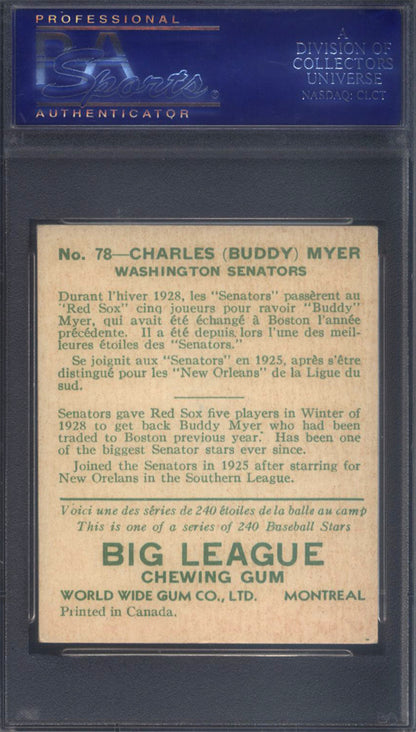 PROFESSIONAL
PSA
Sports
AUTHENTICATOR
A
DIVISION OF
COLLECTORS
UNIVERSE
NASDAQ: CLCT
No. 78—CHARLES (BUDDY) MYER
WASHINGTON SENATORS
Durant l'hiver 1928, les "Senators" passèrent au
"Red Sox" cinq joueurs pour ravoir "Buddy"
Myer, qui avait été échangé à Boston l'année
précédente. Il a été depuis lors l'une des meil-
leures étoiles des "Senators."
Se joignit aux "Senators" en 1925, après s'être
distingué pour les "New Orleans" de la Ligue du
sud.
Senators gave Red Sox five players in Winter of
1928 to get back Buddy Myer who had been
traded to Boston previous year. Has been one
of the biggest Senator stars ever since.
Joined the Senators in 1925 after starring for
New Orelans in the Southern League.
Voici une des séries de 240 étoiles de la balle au camp
This is one of a series of 240 Baseball Stars
BIG LEAGUE
CHEWING GUM
WORLD WIDE GUM CO., LTD. MONTREAL
Printed in Canada.